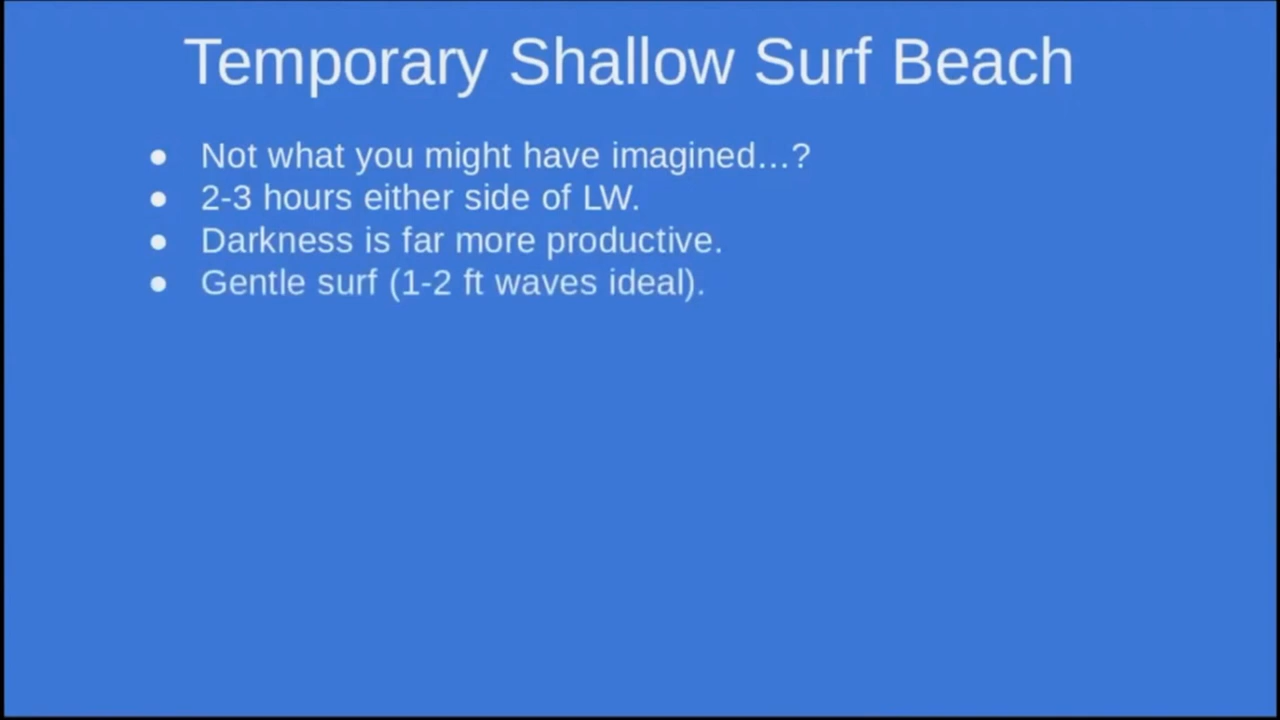 Temporary Shallow Surf Beach
● Not what you might have imagined…?
● 2-3 hours either side of LW.
● Darkness is far more productive.
● Gentle surf (1-2 ft waves ideal).